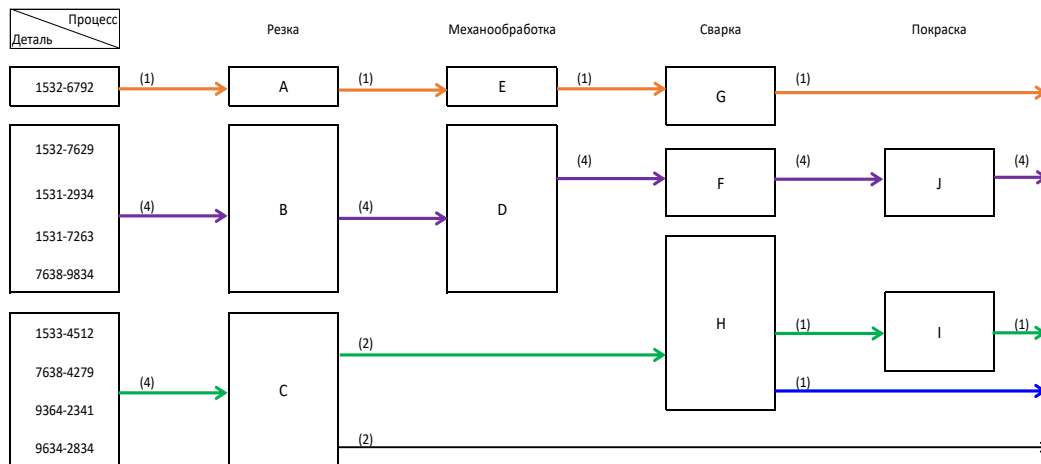 Процесс
Деталь
Резка
Механообработка
Сварка
Покраска
1532-6792
(1)
A
(1)
E
(1)
G
(1)
1532-7629
1531-2934
1531-7263
7638-9834
(4)
B
(4)
D
(4)
F
(4)
J
(4)
1533-4512
7638-4279
9364-2341
9634-2834
(4)
C
(2)
(2)
H
(1)
(1)
I
(1)